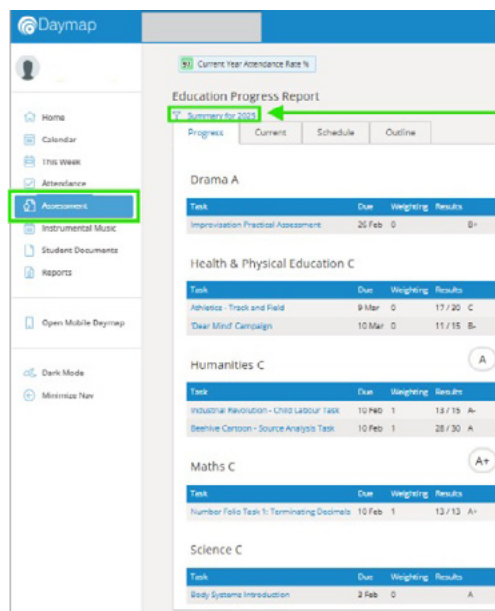 Daymap
Current Year Attendance Rate %
Education Progress Report
Summary for 2025
Home
Calendar
This Week
Attendance
Assessment
Instrumental Music
Student Documents
Reports
Open Mobile Daymap
Dark Mode
Minimize Nav
Progress Current Schedule Outline
Drama A
Task Due Weighting Results
Improvisation Practical Assessment 26 Feb 0 B+
Health & Physical Education C
Task Due Weighting Results
Athletics - Track and Field 9 Mar 0 17 / 20 C
'Dear Mind' Campaign 10 Mar 0 11 / 15 B-
Humanities C A
Task Due Weighting Results
Industrial Revolution - Child Labour Task 10 Feb 1 13 / 15 A-
Beehive Cartoon - Source Analysis Task 10 Feb 1 28 / 30 A
Maths C A+
Task Due Weighting Results
Number Folio Task 1: Terminating Decimals 10 Feb 1 13 / 13 A+
Science C
Task Due Weighting Results
Body Systems Introduction 3 Feb 0 A